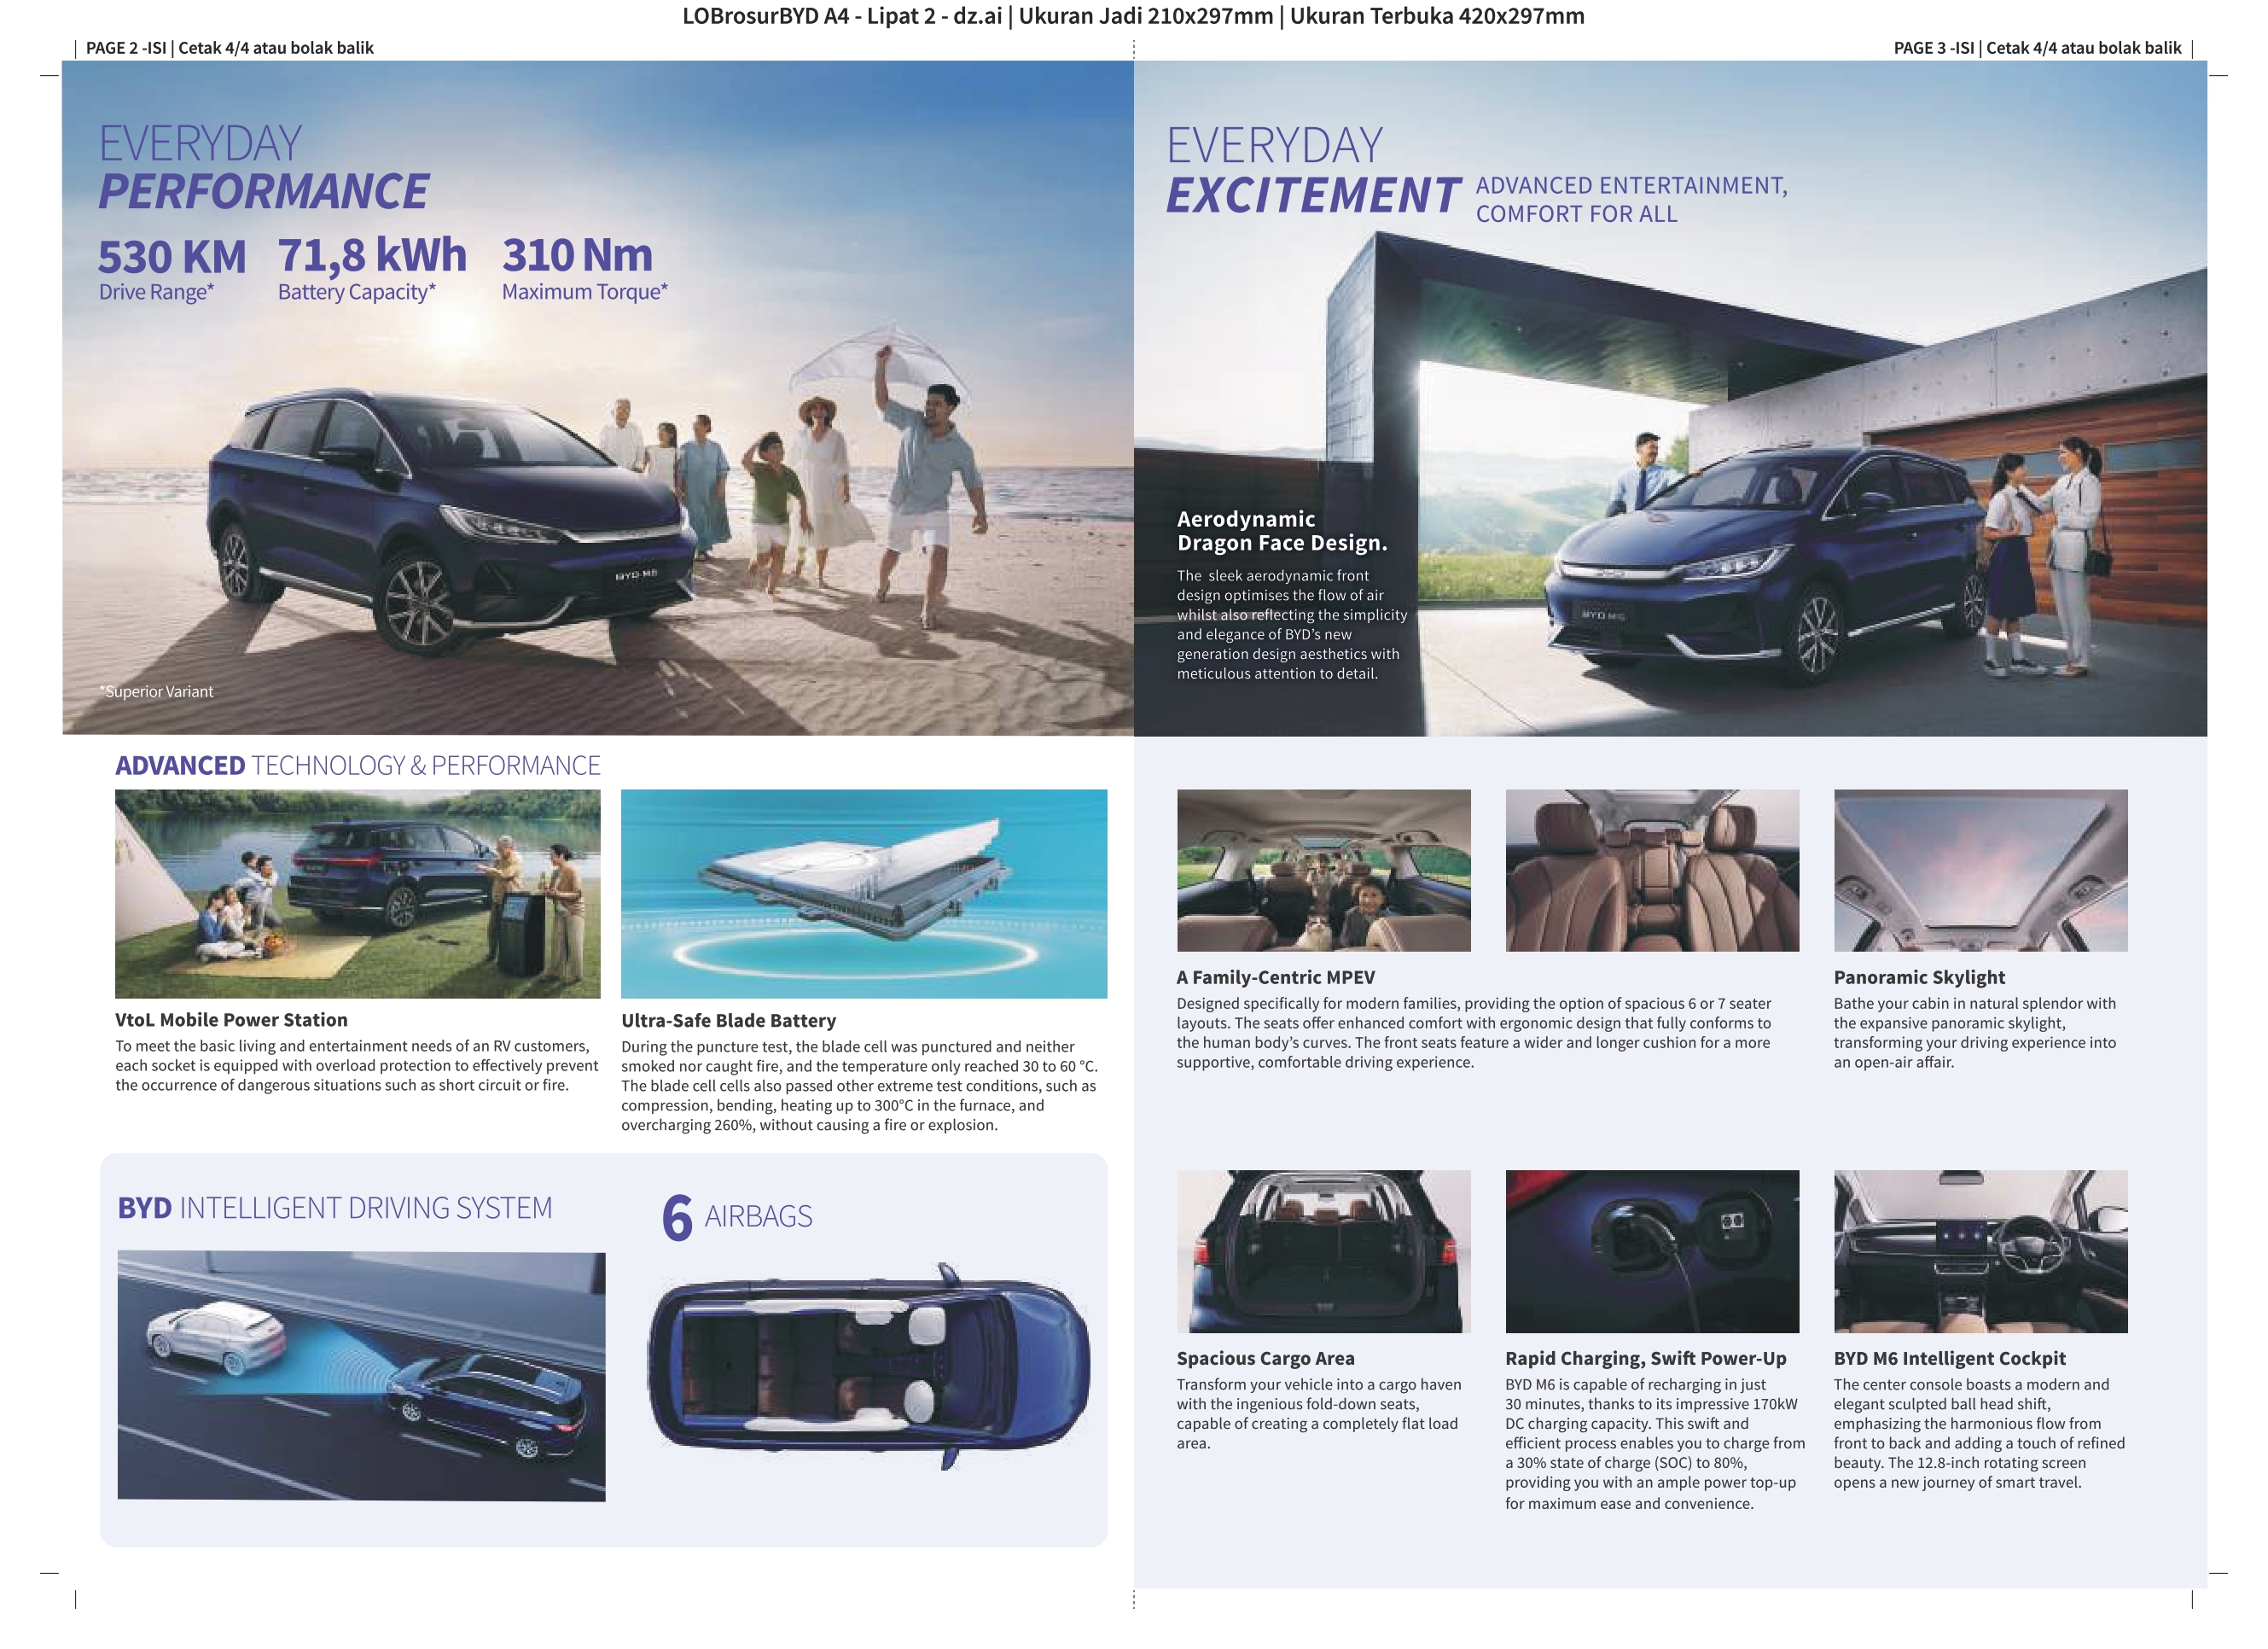 LOBrosurBYD A4 - Lipat 2 - dz.ai | Ukuran Jadi 210x297mm | Ukuran Terbuka 420x297mm
PAGE 2 -ISI | Cetak 4/4 atau bolak balik
PAGE 3 -ISI | Cetak 4/4 atau bolak balik
EVERYDAY
PERFORMANCE
530 KM
Drive Range*
71,8 kWh
Battery Capacity*
310 Nm
Maximum Torque*
BYD M6
*Superior Variant
ADVANCED TECHNOLOGY & PERFORMANCE
VtoL Mobile Power Station
To meet the basic living and entertainment needs of an RV customers,
each socket is equipped with overload protection to effectively prevent
the occurrence of dangerous situations such as short circuit or fire.
Ultra-Safe Blade Battery
During the puncture test, the blade cell was punctured and neither
smoked nor caught fire, and the temperature only reached 30 to 60 °C.
The blade cell cells also passed other extreme test conditions, such as
compression, bending, heating up to 300°C in the furnace, and
overcharging 260%, without causing a fire or explosion.
BYD INTELLIGENT DRIVING SYSTEM
6 AIRBAGS
EVERYDAY
EXCITEMENT
ADVANCED ENTERTAINMENT,
COMFORT FOR ALL
Aerodynamic
Dragon Face Design.
The  sleek aerodynamic front
design optimises the flow of air
whilst also reflecting the simplicity
and elegance of BYD’s new
generation design aesthetics with
meticulous attention to detail.
BYD M6
A Family-Centric MPEV
Designed specifically for modern families, providing the option of spacious 6 or 7 seater
layouts. The seats offer enhanced comfort with ergonomic design that fully conforms to
the human body’s curves. The front seats feature a wider and longer cushion for a more
supportive, comfortable driving experience.
Panoramic Skylight
Bathe your cabin in natural splendor with
the expansive panoramic skylight,
transforming your driving experience into
an open-air affair.
Spacious Cargo Area
Transform your vehicle into a cargo haven
with the ingenious fold-down seats,
capable of creating a completely flat load
area.
Rapid Charging, Swift Power-Up
BYD M6 is capable of recharging in just
30 minutes, thanks to its impressive 170kW
DC charging capacity. This swift and
efficient process enables you to charge from
a 30% state of charge (SOC) to 80%,
providing you with an ample power top-up
for maximum ease and convenience.
BYD M6 Intelligent Cockpit
The center console boasts a modern and
elegant sculpted ball head shift,
emphasizing the harmonious flow from
front to back and adding a touch of refined
beauty. The 12.8-inch rotating screen
opens a new journey of smart travel.